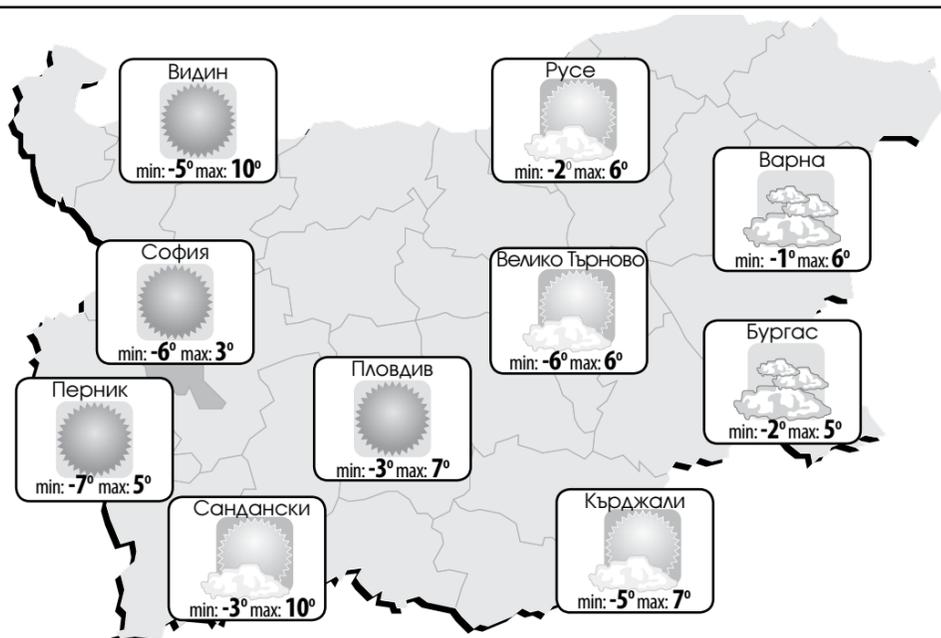 Видин
min: -5° max: 10°
Русе
min: -2° max: 6°
Варна
min: -1° max: 6°
София
min: -6° max: 3°
Велико Търново
min: -6° max: 6°
Бургас
min: -2° max: 5°
Перник
min: -7° max: 5°
Пловдив
min: -3° max: 7°
Сандански
min: -3° max: 10°
Кърджали
min: -5° max: 7°